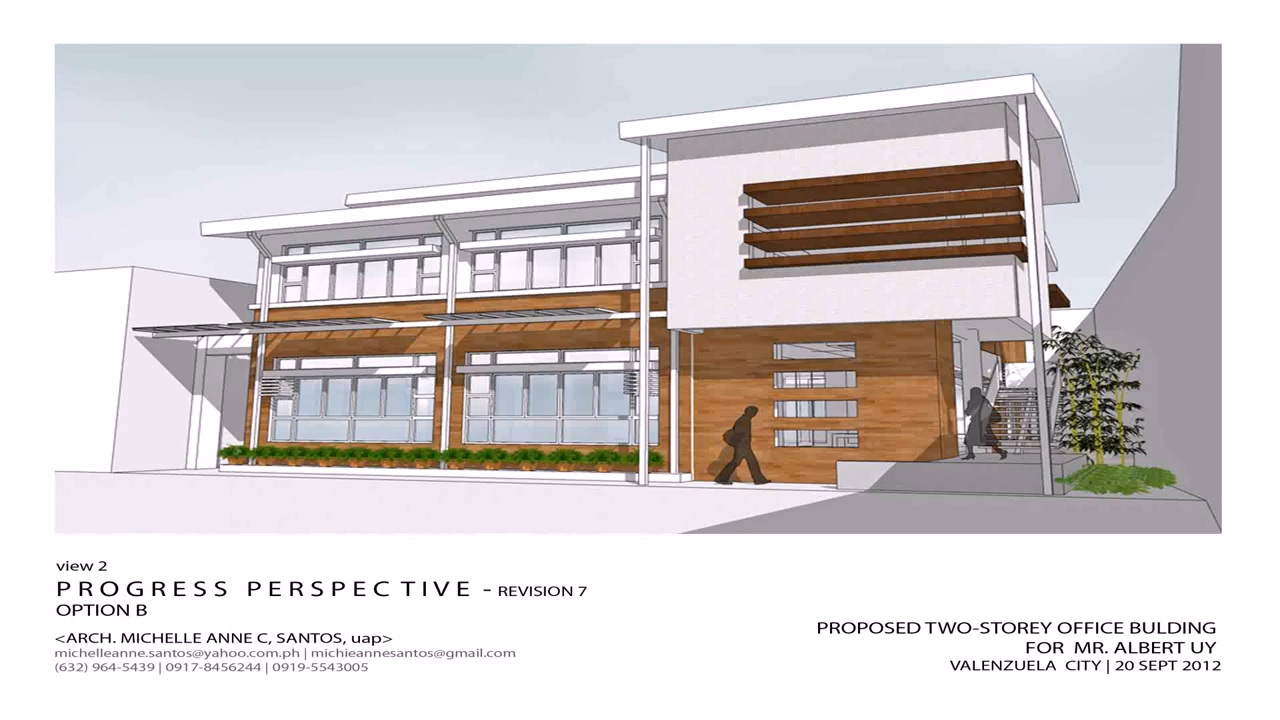 view 2
PROGRESS PERSPECTIVE - REVISION 7
OPTION B
<ARCH. MICHELLE ANNE C, SANTOS, uap>
michelleanne.santos@yahoo.com.ph | michieannesantos@gmail.com
(632) 964-5439 | 0917-8456244 | 0919-5543005
PROPOSED TWO-STOREY OFFICE BULDING
FOR MR. ALBERT UY
VALENZUELA CITY | 20 SEPT 2012